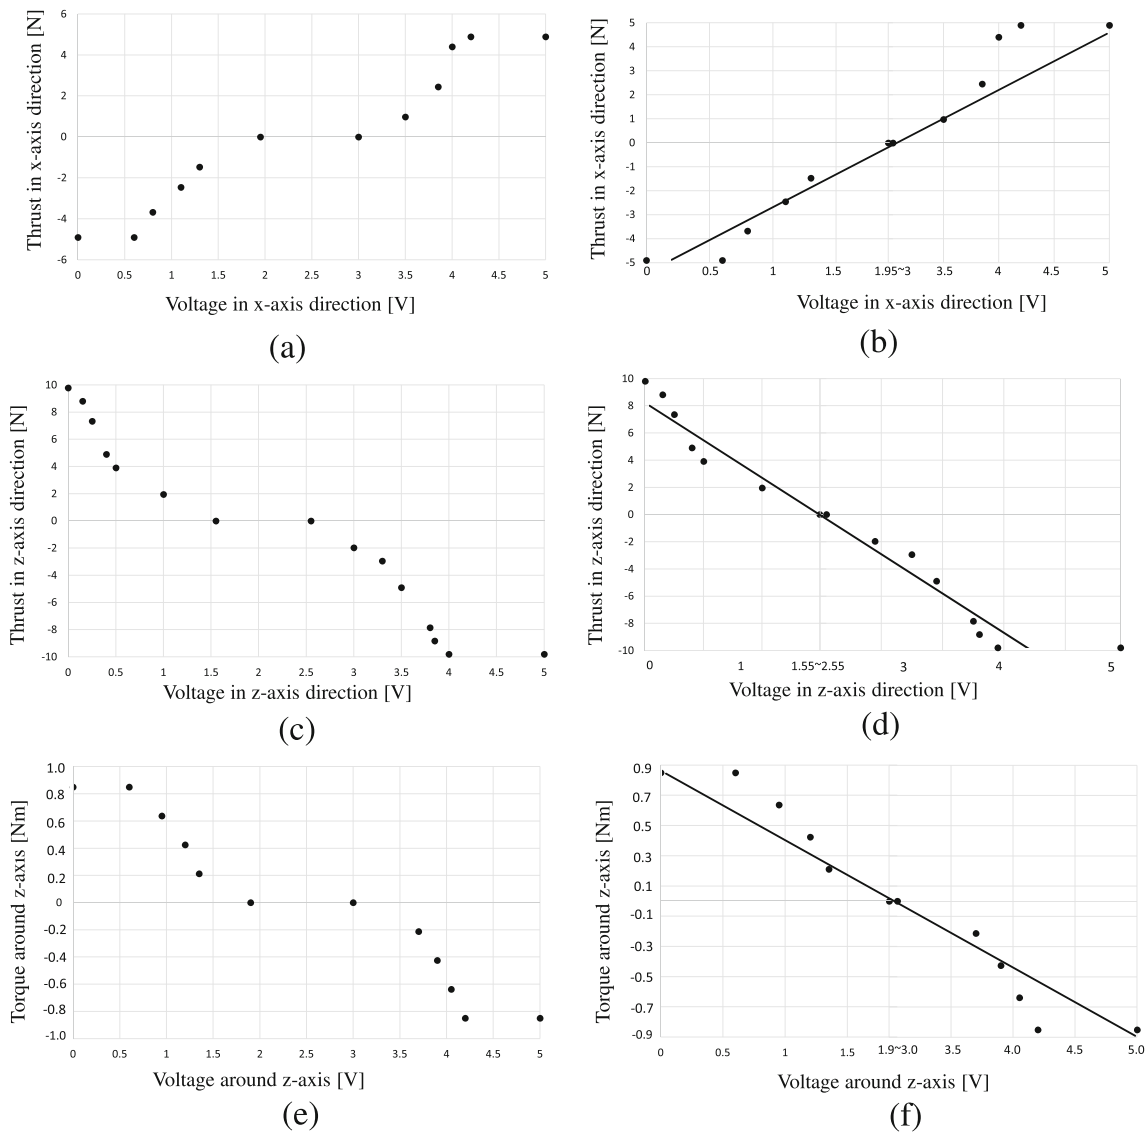 Thrust in x-axis direction [N]
6
4
2
0
-2
-4
-6
0 0.5 1 1.5 2 2.5 3 3.5 4 4.5 5
Voltage in x-axis direction [V]
(a)
Thrust in x-axis direction [N]
5
4
3
2
1
0
-1
-2
-3
-4
-5
0 0.5 1 1.5 1.95~3 3.5 4 4.5 5
Voltage in x-axis direction [V]
(b)
Thrust in z-axis direction [N]
10
8
6
4
2
0
-2
-4
-6
-8
-10
0 0.5 1 1.5 2 2.5 3 3.5 4 4.5 5
Voltage in z-axis direction [V]
(c)
Thrust in z-axis direction [N]
10
8
6
4
2
0
-2
-4
-6
-8
-10
0 1 1.55~2.55 3 4 5
Voltage in z-axis direction [V]
(d)
Torque around z-axis [Nm]
1.0
0.8
0.6
0.4
0.2
0
-0.2
-0.4
-0.6
-0.8
-1.0
0 0.5 1 1.5 2 2.5 3 3.5 4 4.5 5
Voltage around z-axis [V]
(e)
Torque around z-axis [Nm]
0.9
0.7
0.5
0.3
0.1
-0.1
-0.3
-0.5
-0.7
-0.9
0 0.5 1 1.5 1.9~3.0 3.5 4.0 4.5 5.0
Voltage around z-axis [V]
(f)